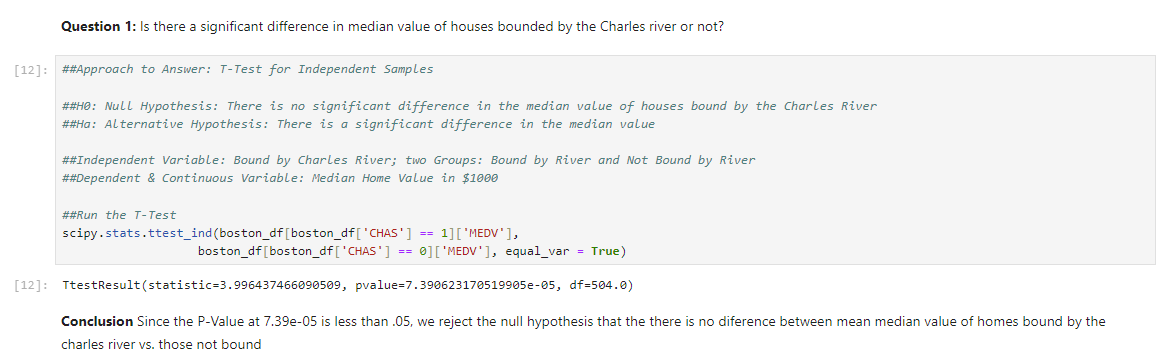 Question 1: Is there a significant difference in median value of houses bounded by the Charles river or not?
[12]: ##Approach to Answer: T-Test for Independent Samples
##H0: Null Hypothesis: There is no significant difference in the median value of houses bound by the Charles River
##Ha: Alternative Hypothesis: There is a significant difference in the median value
##Independent Variable: Bound by Charles River; two Groups: Bound by River and Not Bound by River
##Dependent & Continuous Variable: Median Home Value in $1000
##Run the T-Test
scipy.stats.ttest_ind(boston_df[boston_df['CHAS'] == 1]['MEDV'],
boston_df[boston_df['CHAS'] == 0]['MEDV'], equal_var = True)
[12]: TtestResult(statistic=3.996437466090509, pvalue=7.390623170519905e-05, df=504.0)
Conclusion Since the P-Value at 7.39e-05 is less than .05, we reject the null hypothesis that the there is no diference between mean median value of homes bound by the
charles river vs. those not bound